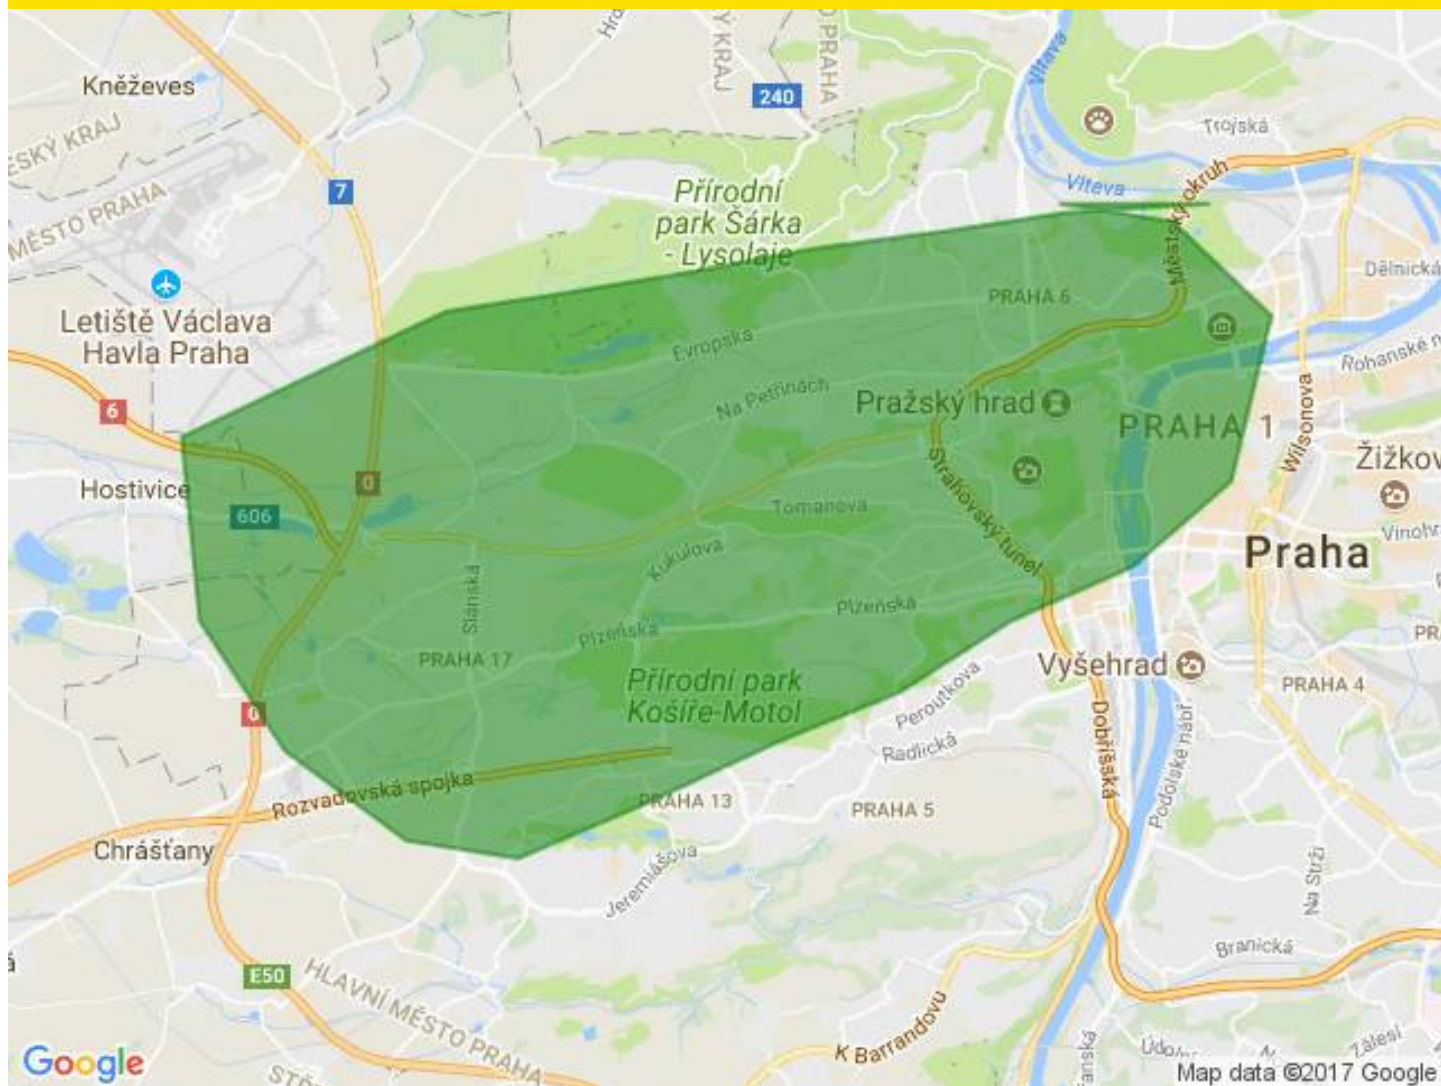 Kněževes
240
Ý KRAJ
O PRAHA
Vltava
Trojská
ESKÝ KRAJ
7
MĚSTO PRAHA
Přírodní
park Šárka
- Lysolaje
Vltava
Městský okruh
Dělnická
PRAHA 6
Letiště Václava
Havla Praha
Evropská
Rohanské n
Na Petřinách
Pražský hrad
PRAHA 1
Wilsonova
6
Žižkov
Hostivice
0
606
Strahovský tunel
Tomanova
Vinohr
Praha
Kukulova
Slánská
Plzeňská
Plzeňská
PRAHA 17
PR
Vyšehrad
PRAHA 4
Přírodní park
Košíře-Motol
Peroutkova
0
Radlická
Dobříšská
Podolské nábř.
Rozvadovská spojka
PRAHA 13
PRAHA 5
Chrášťany
Jeremiášova
Na Strži
Branická
á
E50
HLAVNÍ MĚSTO PRAHA
K Barrandovu
Zálesí
Google
Map data ©2017 Google